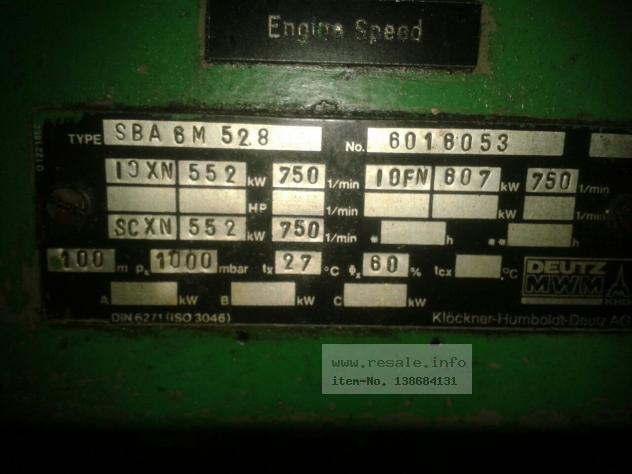 Engine Speed
TYPE SBA 6M 528 No. 6016053
ICXN 552 kW 750 1/min 10FN 607 kW 750 1/min
HP 1/min kW 1/min
SCXN 552 kW 750 1/min * h ** h
100 m px 1000 mbar tx 27 °C Φx 60 % tcx °C
DEUTZ
MWM
KHD
A kW B kW C kW
DIN 6271 (ISO 3046) Klöckner-Humboldt-Deutz AG
www.resale.info
item-No. 138684131